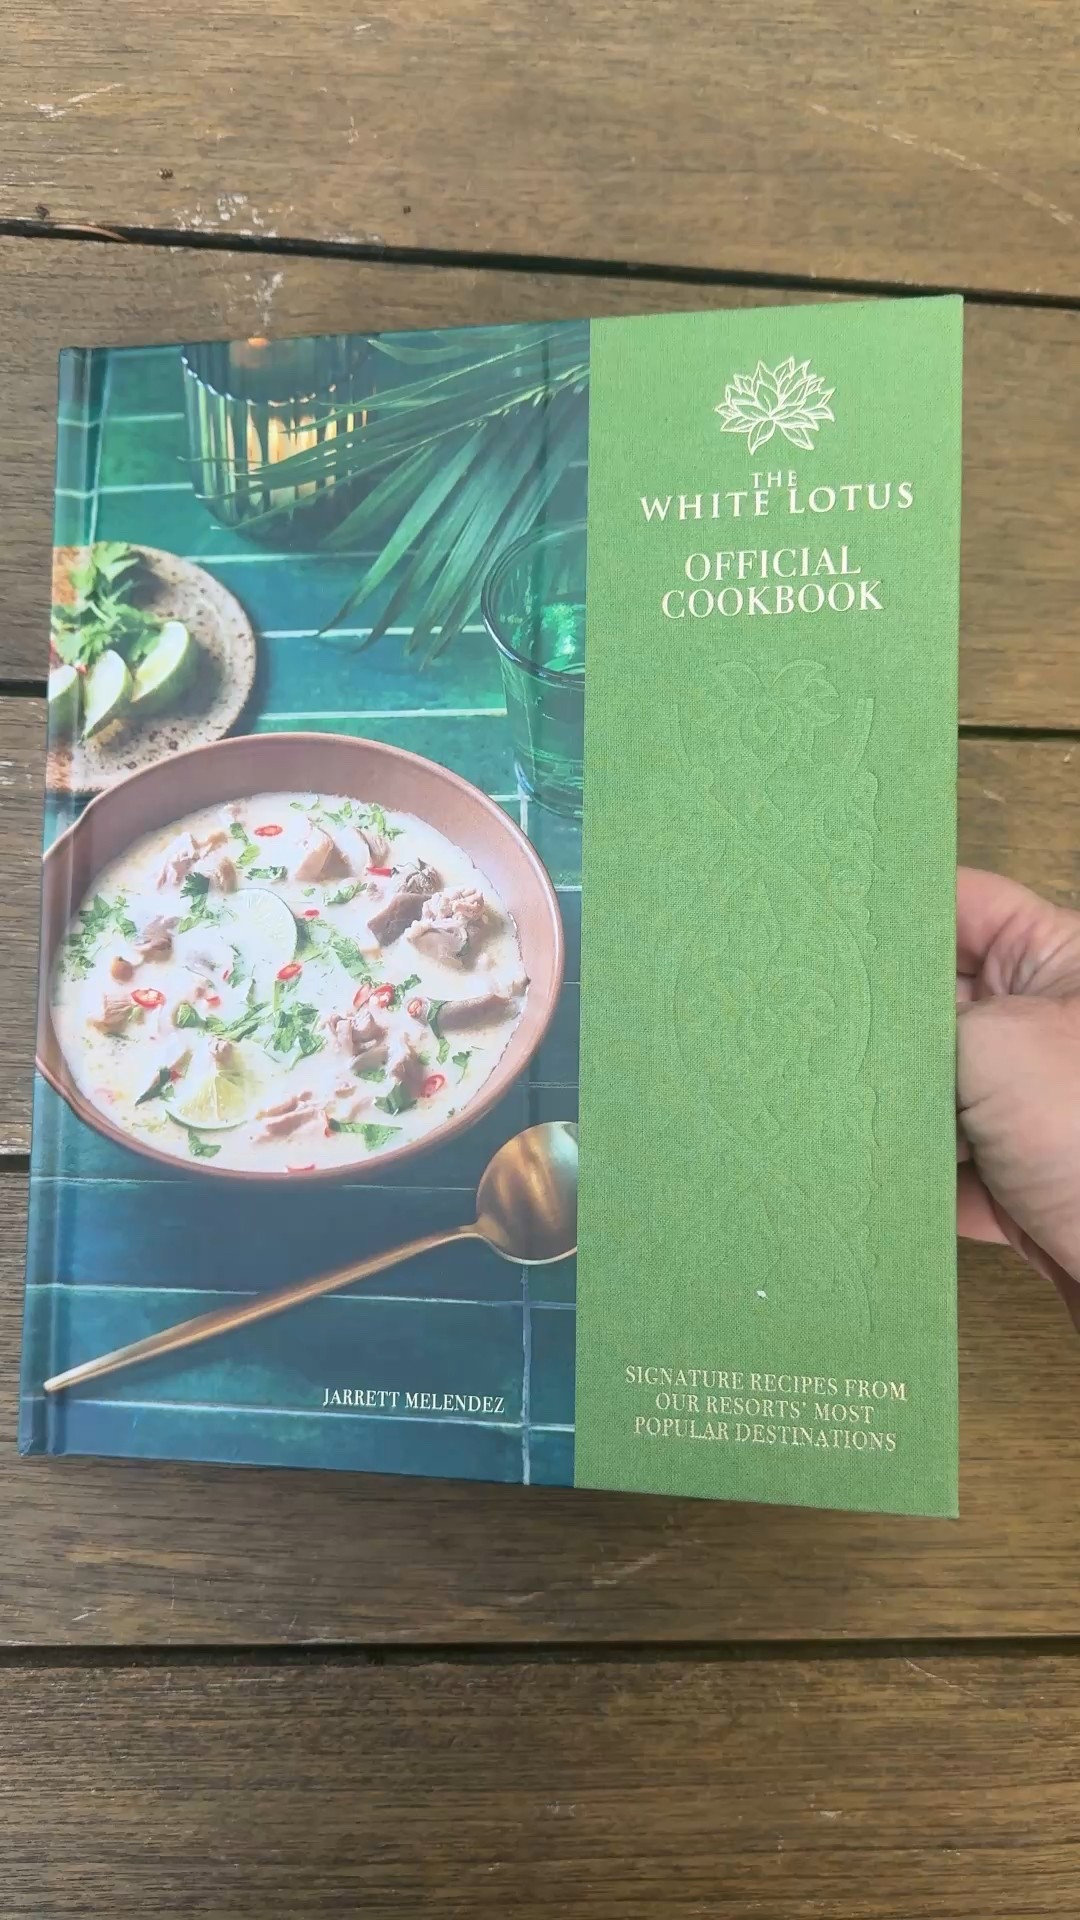 THE
WHITE LOTUS
OFFICIAL
COOKBOOK
JARRETT MELENDEZ
SIGNATURE RECIPES FROM
OUR RESORTS' MOST
POPULAR DESTINATIONS